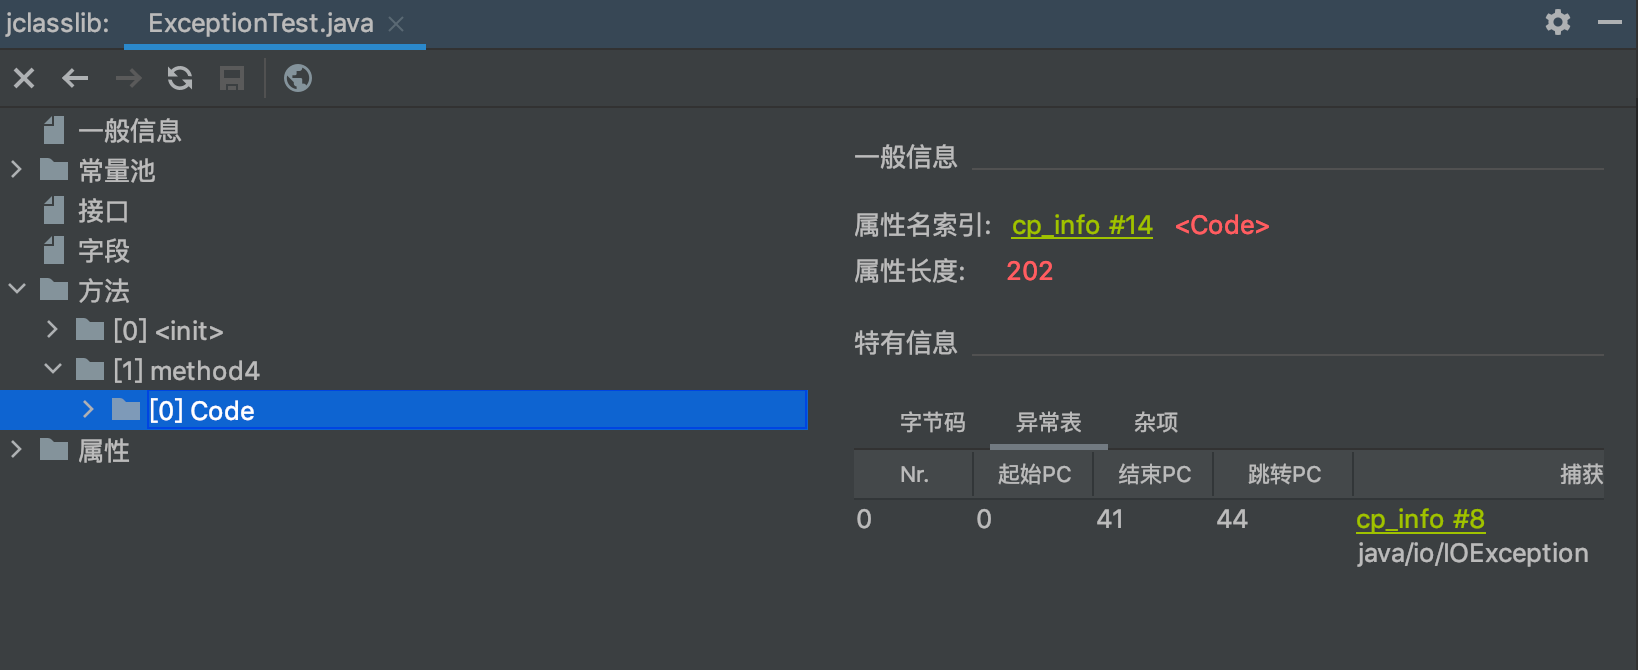 jclasslib: ExceptionTest.java
一般信息
常量池
接口
字段
方法
[0] <init>
[1] method4
[0] Code
属性
一般信息
属性名索引: cp_info #14 <Code>
属性长度: 202
特有信息
字节码 异常表 杂项
Nr. 起始PC 结束PC 跳转PC 捕获
0 0 41 44 cp_info #8
java/io/IOException